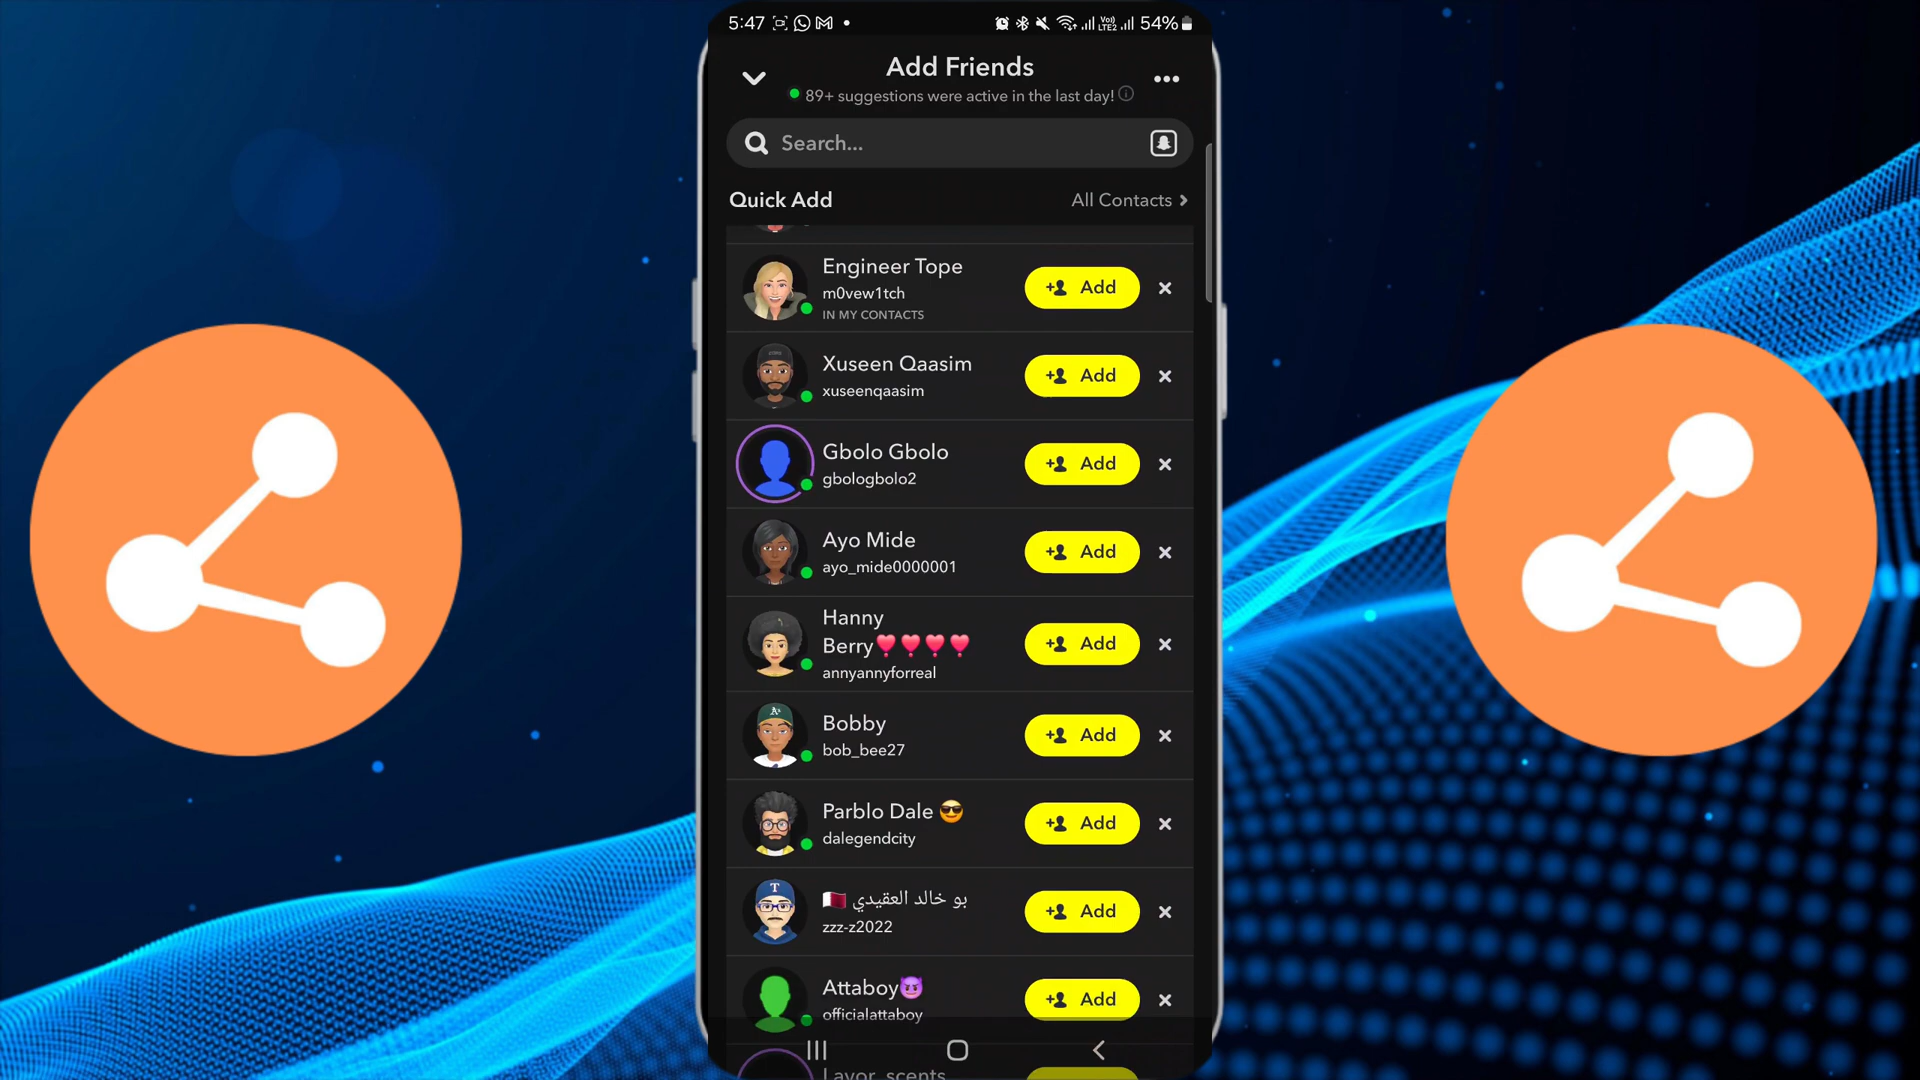 5:47
LTE2 54%
Add Friends
89+ suggestions were active in the last day!
Search...
Quick Add
All Contacts
Engineer Tope
m0vew1tch
IN MY CONTACTS
Add
Xuseen Qaasim
xuseenqaasim
Add
Gbolo Gbolo
gbologbolo2
Add
Ayo Mide
ayo_mide0000001
Add
Hanny
Berry❣️❣️❣️❣️
annyannyforreal
Add
A's
Bobby
bob_bee27
Add
Parblo Dale 😎
dalegendcity
Add
T
🇶🇦 بو خالد العقيدي
zzz-z2022
Add
Attaboy😈
officialattaboy
Add